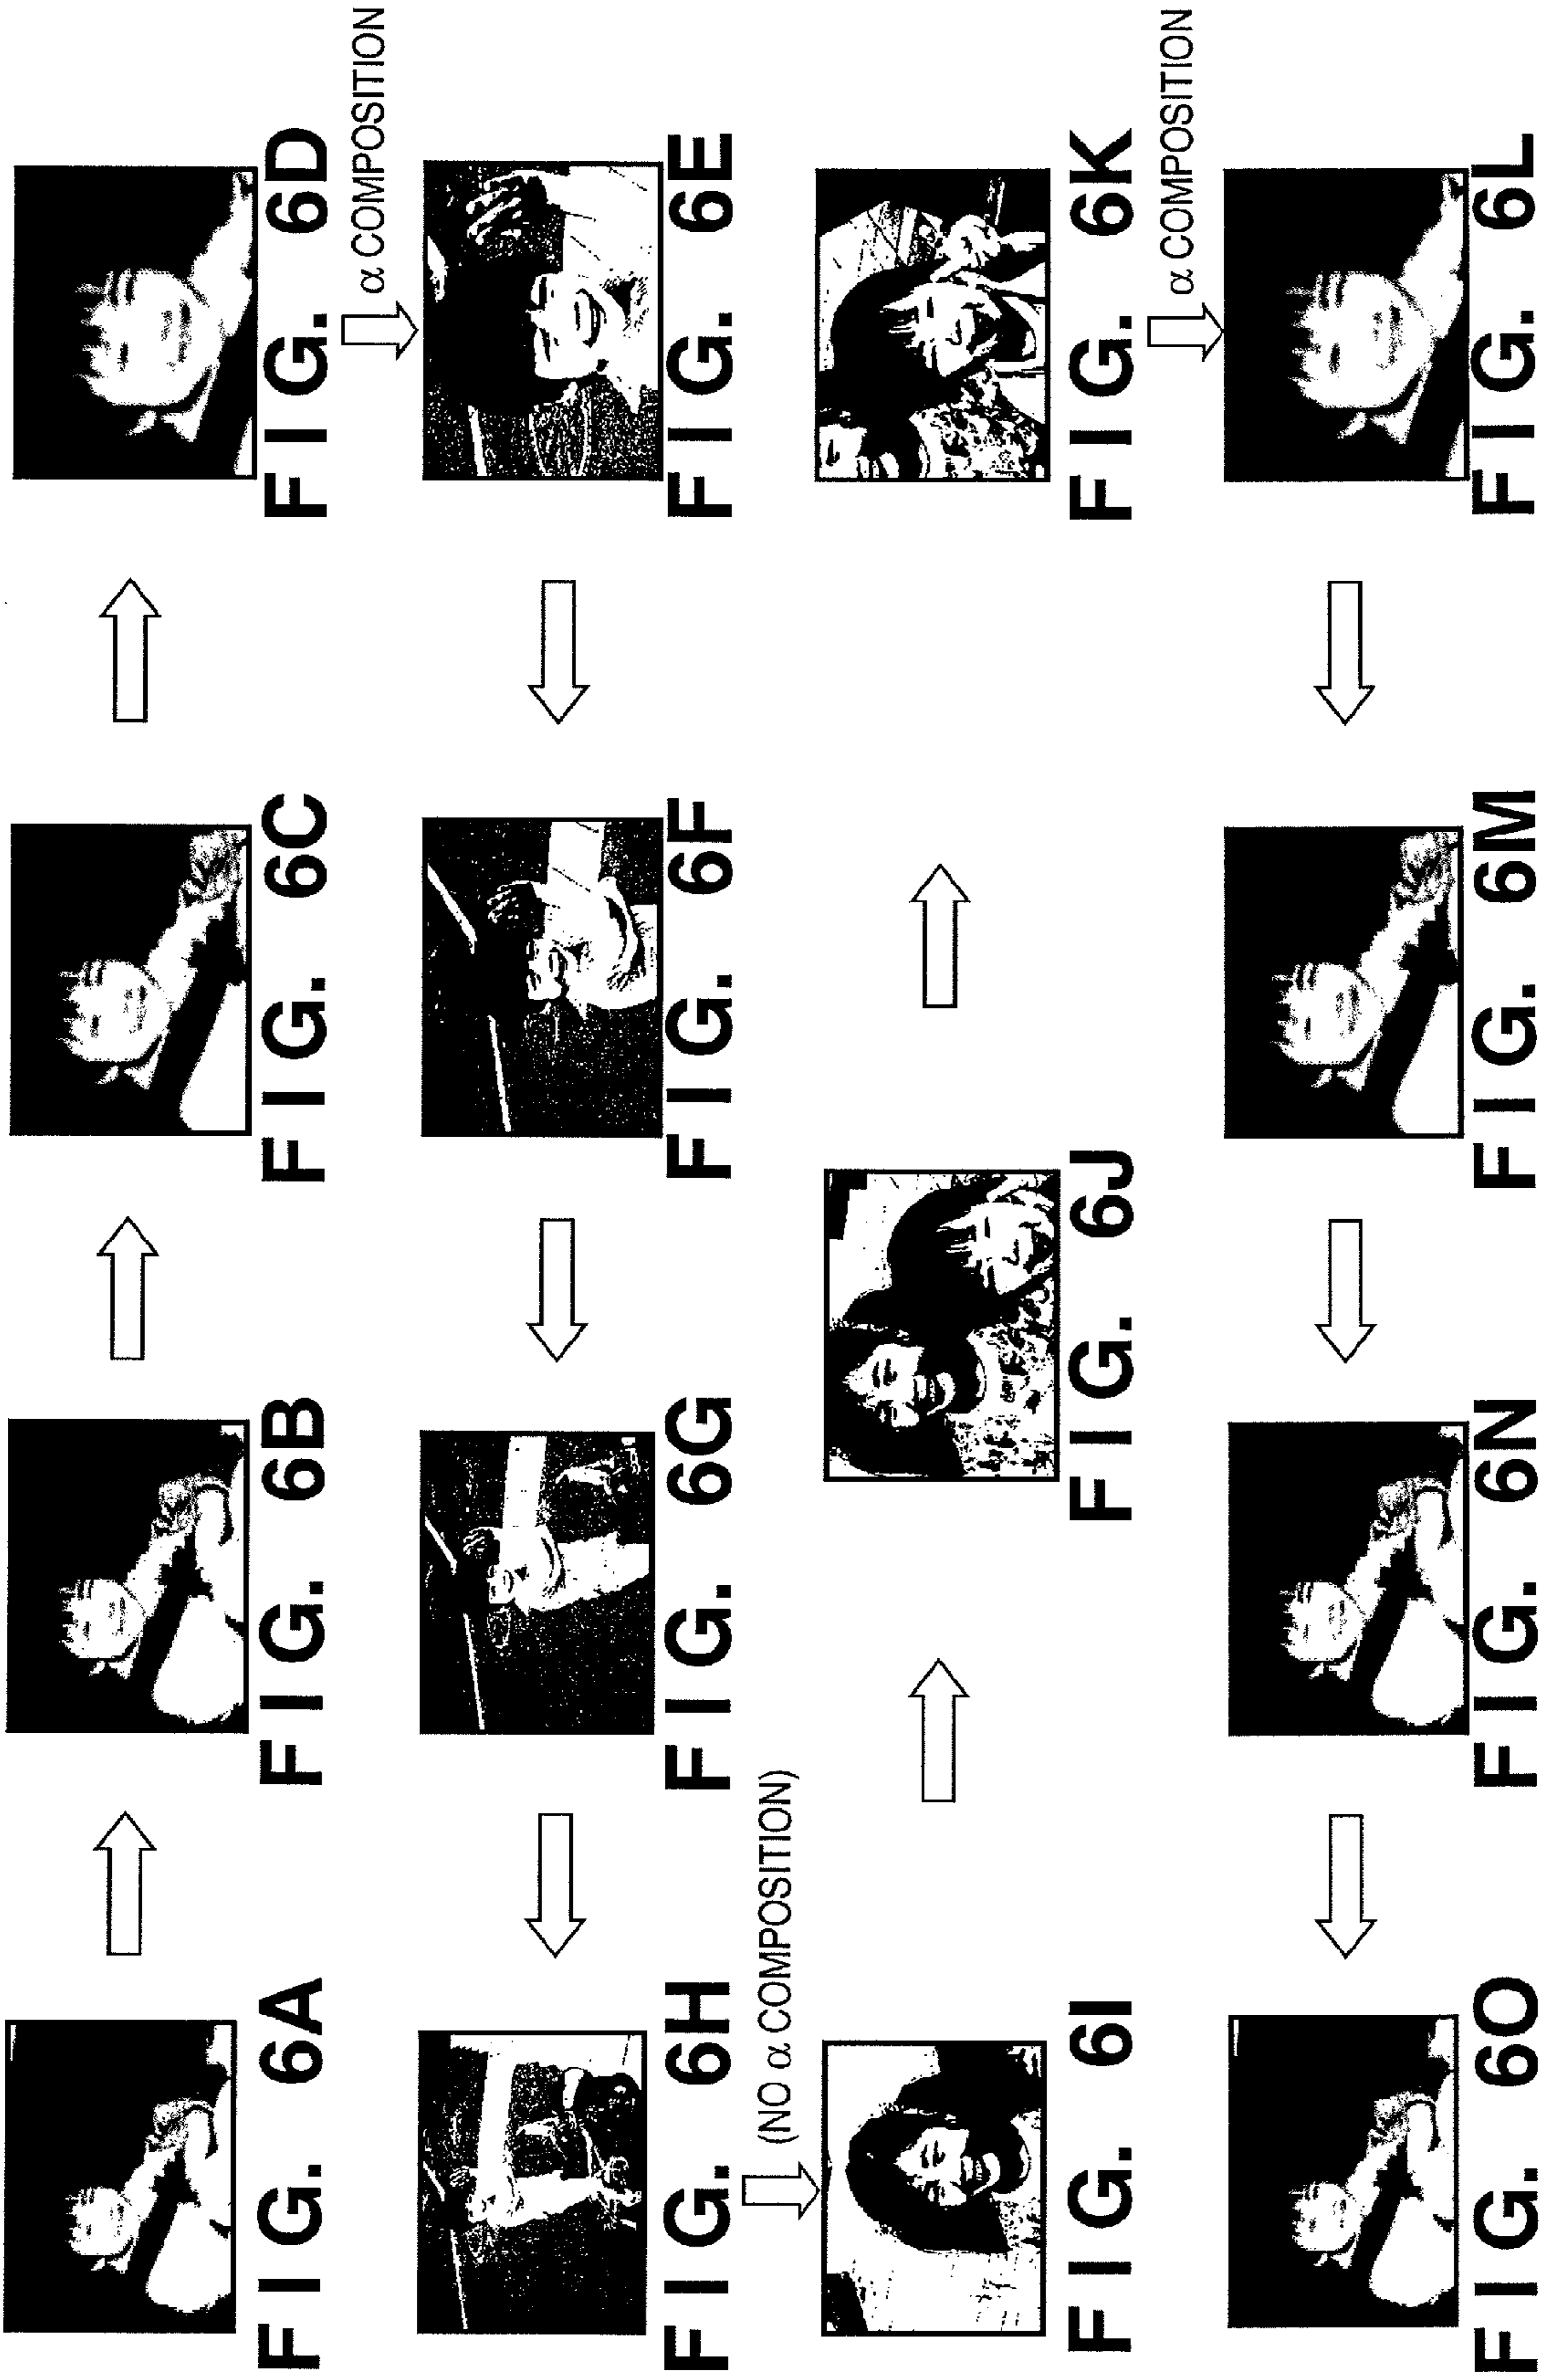 FIG. 6A
FIG. 6B
FIG. 6C
FIG. 6D
α COMPOSITION
FIG. 6H
FIG. 6G
FIG. 6F
FIG. 6E
(NO α COMPOSITION)
FIG. 6I
FIG. 6J
FIG. 6K
α COMPOSITION
FIG. 6O
FIG. 6N
FIG. 6M
FIG. 6L